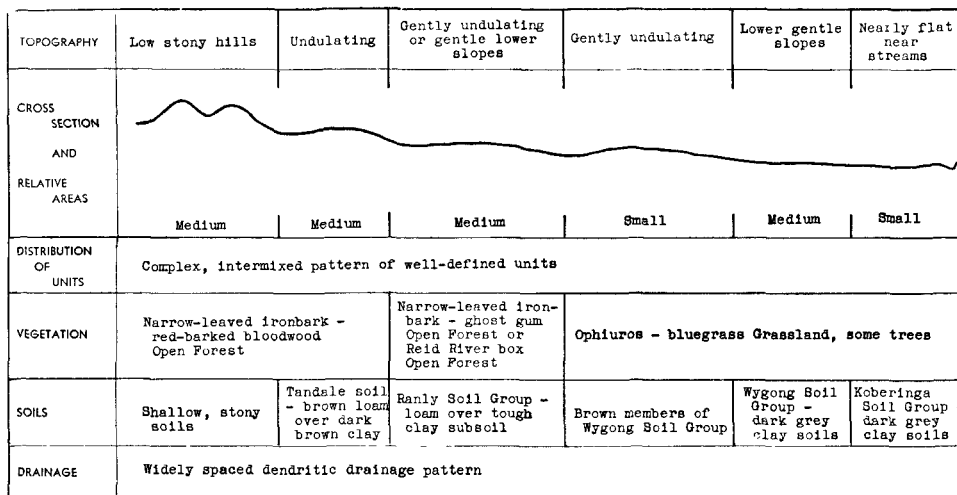 TOPOGRAPHY
Low stony hills
Undulating
Gently undulating
or gentle lower
slopes
Gently undulating
Lower gentle
slopes
Nearly flat
near
streams
CROSS
SECTION
AND
RELATIVE
AREAS
Medium
Medium
Medium
Small
Medium
Small
DISTRIBUTION
OF
UNITS
Complex, intermixed pattern of well-defined units
VEGETATION
Narrow-leaved ironbark -
red-barked bloodwood
Open Forest
Narrow-leaved iron-
bark - ghost gum
Open Forest or
Reid River box
Open Forest
Ophiuros - bluegrass Grassland, some trees
SOILS
Shallow, stony
soils
Tandale soil
- brown loam
over dark
brown clay
Ranly Soil Group -
loam over tough
clay subsoil
Brown members of
Wygong Soil Group
Wygong Soil
Group -
dark grey
clay soils
Koberinga
Soil Group -
dark grey
clay soils
DRAINAGE
Widely spaced dendritic drainage pattern